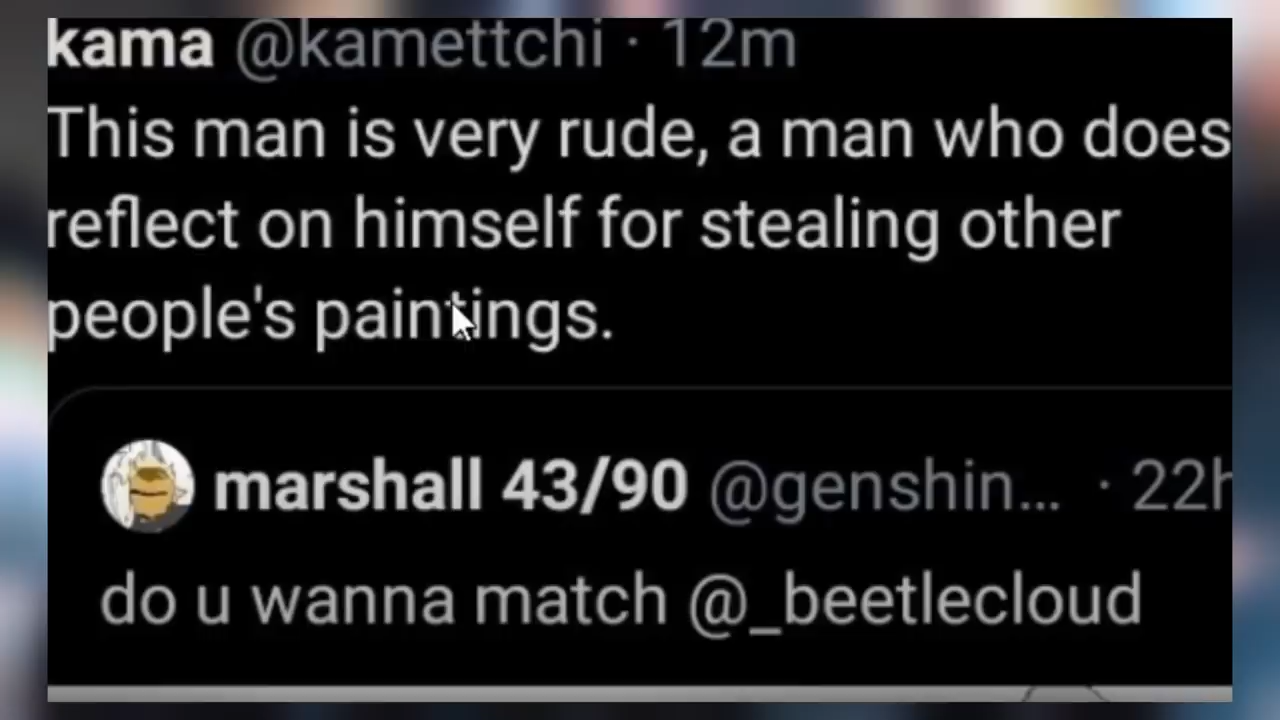 kama @kamettchi · 12m
This man is very rude, a man who does
reflect on himself for stealing other
people's paintings.
marshall 43/90 @genshin... · 22h
do u wanna match @_beetlecloud